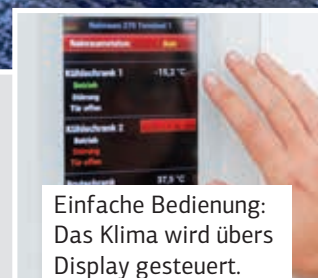 Kühlschrank 1 -15,2 °C
Betrieb
Störung
Tür offen
Kühlschrank 2
Betrieb
Störung
Tür offen
37,5 °C
Einfache Bedienung:
Das Klima wird übers
Display gesteuert.